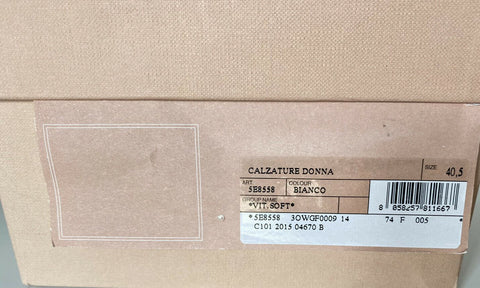 CALZATURE DONNA SIZE 40,5
ART. COLOUR
5E8558 BIANCO
GROUP NAME
*VIT.SOFT*
8 058257 811667
*5E8558 3OWGF0009 14 74 F 005 *
C101 2015 04670 B